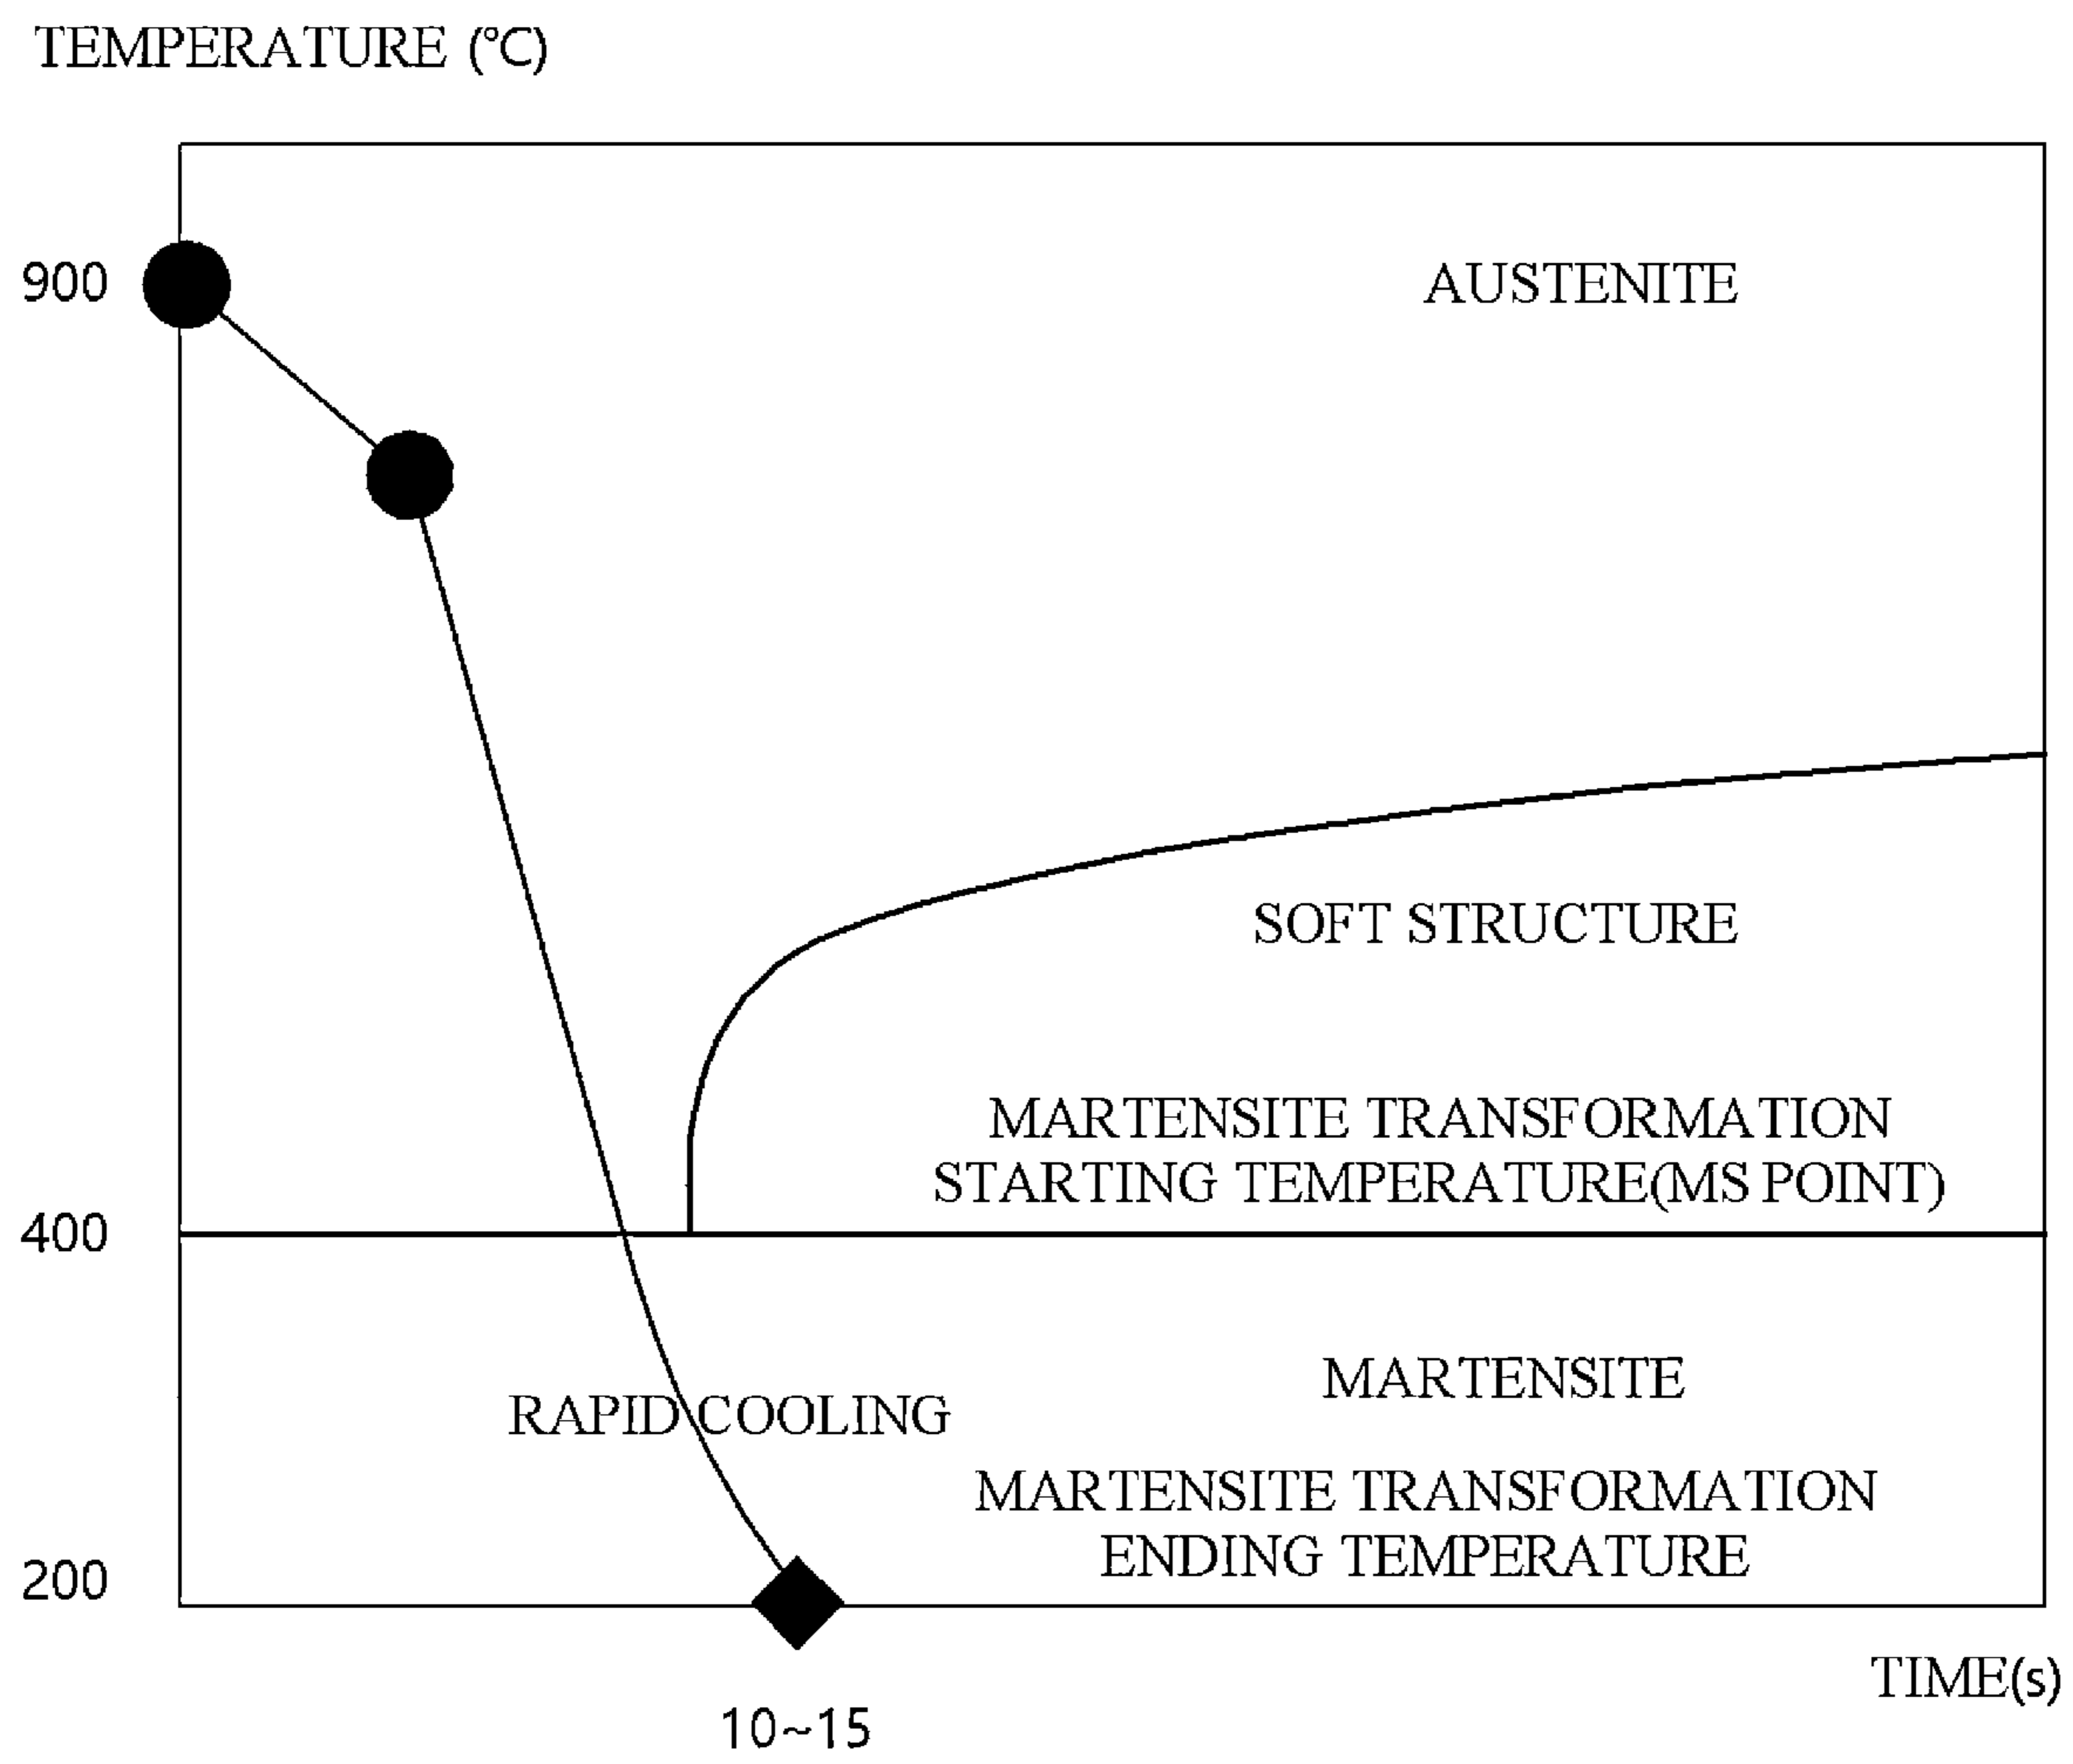 TEMPERATURE (℃)
900
AUSTENITE
SOFT STRUCTURE
MARTENSITE TRANSFORMATION
STARTING TEMPERATURE(MS POINT)
400
MARTENSITE
RAPID COOLING
MARTENSITE TRANSFORMATION
ENDING TEMPERATURE
200
TIME(s)
10~15